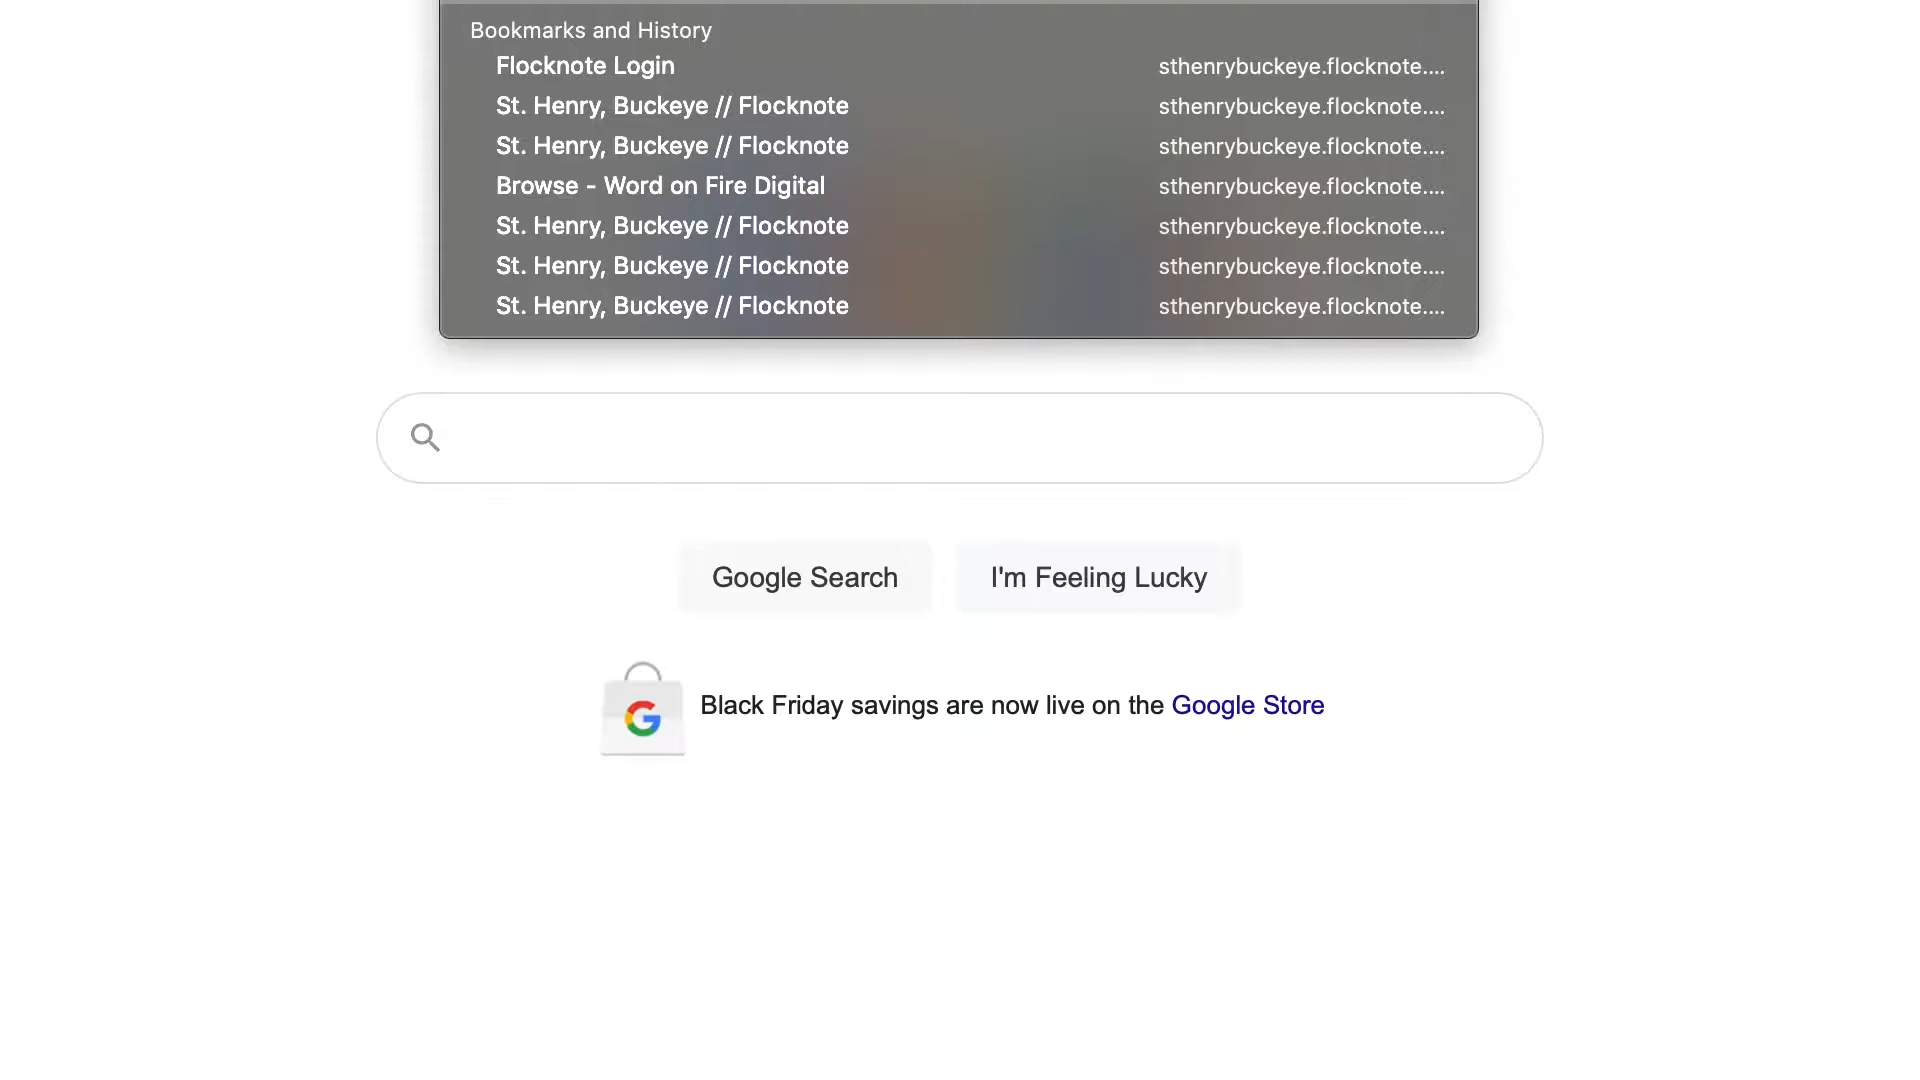 Bookmarks and History
Flocknote Login sthenrybuckeye.flocknote....
St. Henry, Buckeye // Flocknote sthenrybuckeye.flocknote....
St. Henry, Buckeye // Flocknote sthenrybuckeye.flocknote....
Browse - Word on Fire Digital sthenrybuckeye.flocknote....
St. Henry, Buckeye // Flocknote sthenrybuckeye.flocknote....
St. Henry, Buckeye // Flocknote sthenrybuckeye.flocknote....
St. Henry, Buckeye // Flocknote sthenrybuckeye.flocknote....
Google Search I'm Feeling Lucky
G Black Friday savings are now live on the Google Store